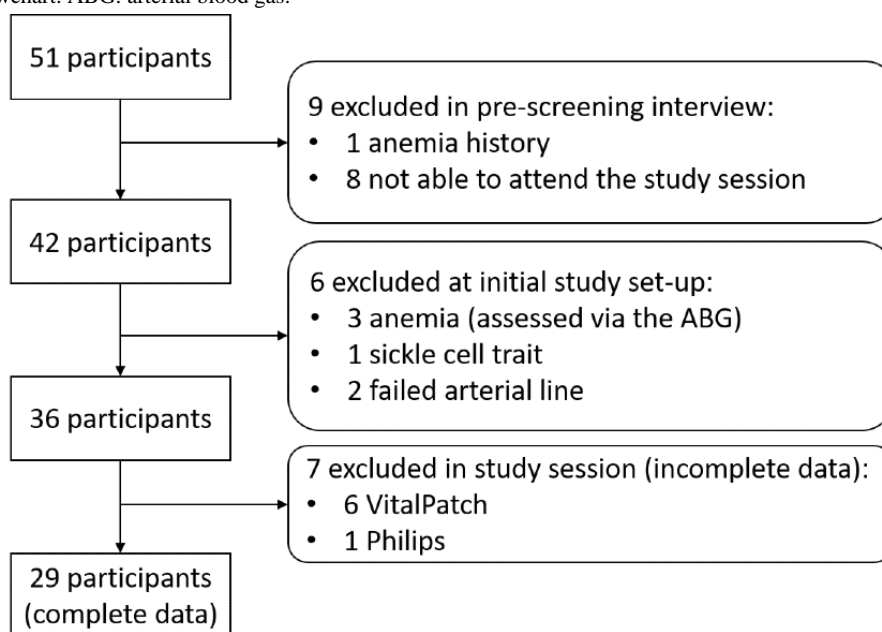 ABG: arterial blood gas.
51 participants
9 excluded in pre-screening interview:
• 1 anemia history
• 8 not able to attend the study session
42 participants
6 excluded at initial study set-up:
• 3 anemia (assessed via the ABG)
• 1 sickle cell trait
• 2 failed arterial line
36 participants
7 excluded in study session (incomplete data):
• 6 VitalPatch
• 1 Philips
29 participants
(complete data)